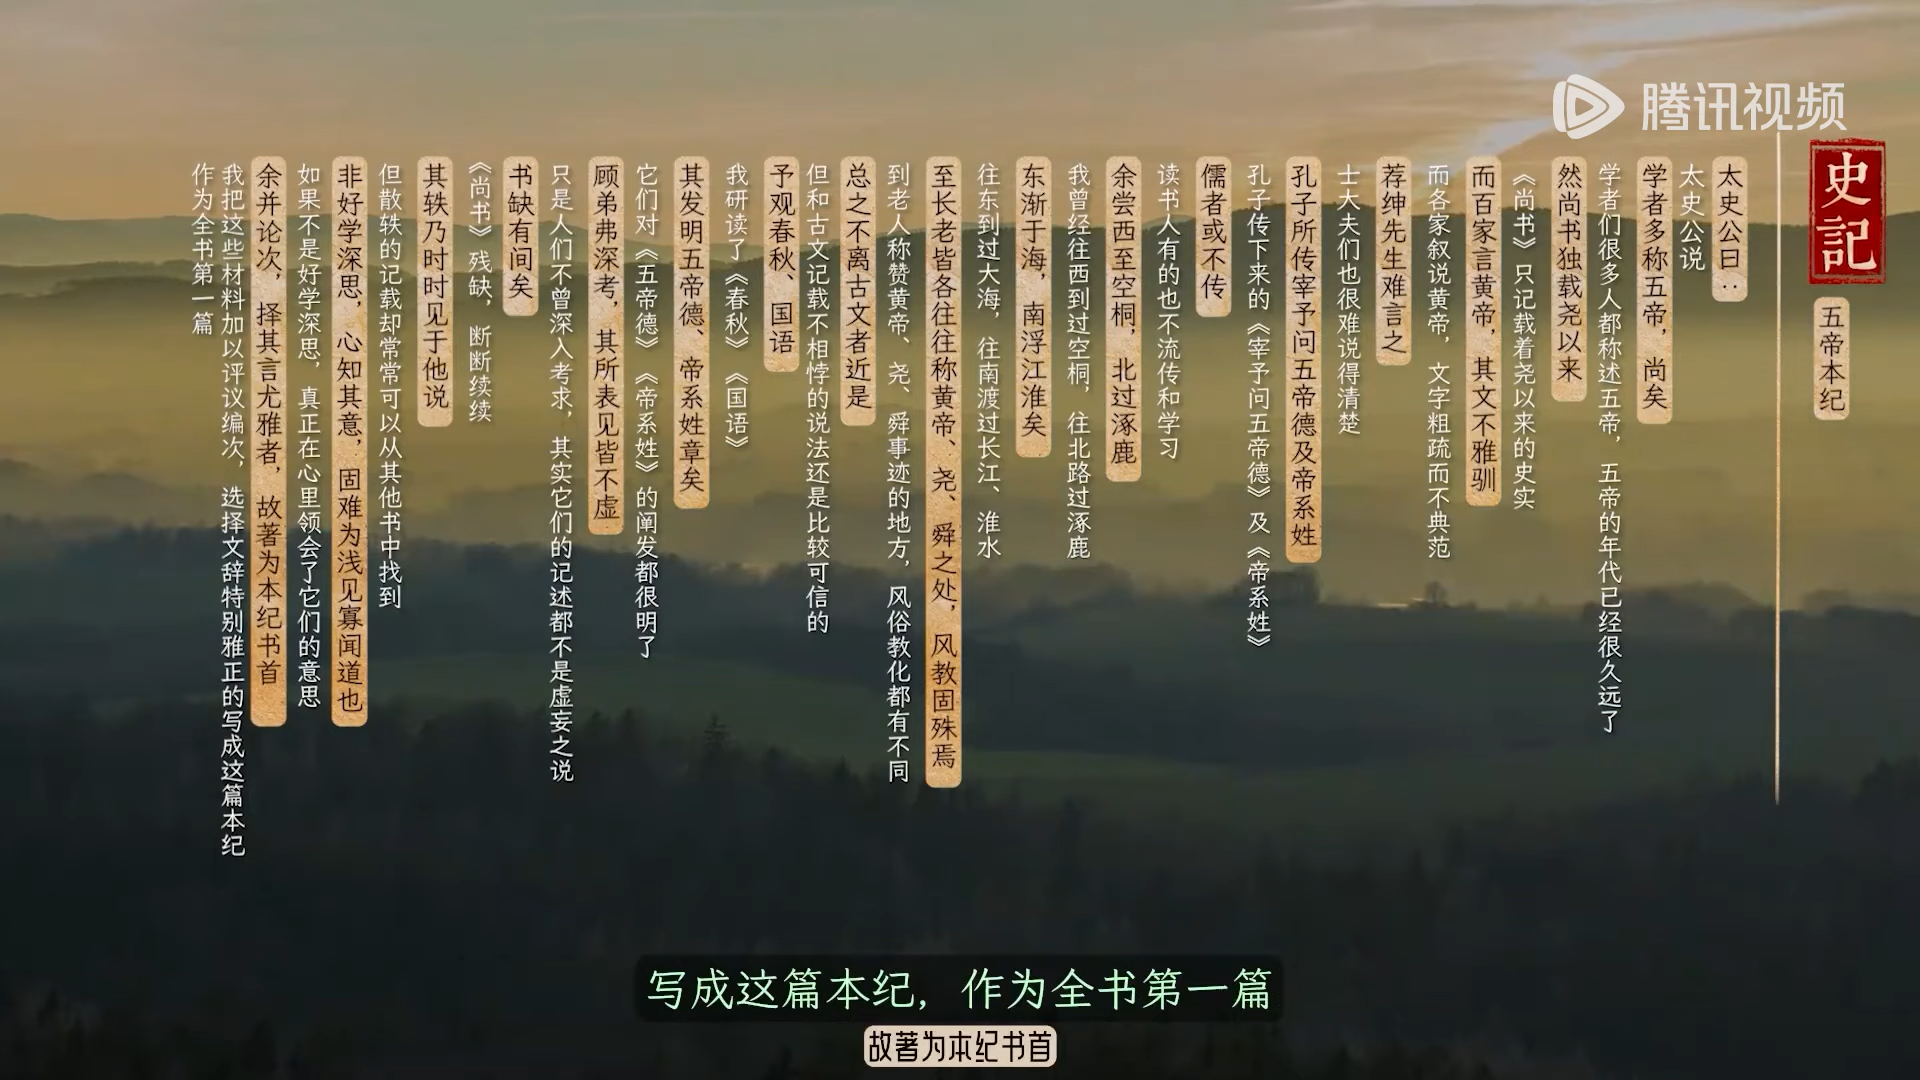 腾讯视频
史記
五帝本纪
太史公曰：
太史公说
学者多称五帝，尚矣
学者们很多人都称述五帝，五帝的年代已经很久远了
然尚书独载尧以来
《尚书》只记载着尧以来的史实
而百家言黄帝，其文不雅驯
而各家叙说黄帝，文字粗疏而不典范
荐绅先生难言之
士大夫们也很难说得清楚
孔子所传宰予问五帝德及帝系姓
孔子传下来的《宰予问五帝德》及《帝系姓》
儒者或不传
读书人有的也不流传和学习
余尝西至空桐，北过涿鹿
我曾经往西到过空桐，往北路过涿鹿
东渐于海，南浮江淮矣
往东到过大海，往南渡过长江、淮水
至长老皆各往往称黄帝、尧、舜之处，风教固殊焉
到老人称赞黄帝、尧、舜事迹的地方，风俗教化都有不同
总之不离古文者近是
但和古文记载不相悖的说法还是比较可信的
予观春秋、国语
我研读了《春秋》《国语》
其发明五帝德、帝系姓章矣
它们对《五帝德》《帝系姓》的阐发都很明了
顾弟弗深考，其所表见皆不虚
只是人们不曾深入考求，其实它们的记述都不是虚妄之说
书缺有间矣
《尚书》残缺，断断续续
其轶乃时时见于他说
但散轶的记载却常常可以从其他书中找到
非好学深思，心知其意，固难为浅见寡闻道也
如果不是好学深思，真正在心里领会了它们的意思
余并论次，择其言尤雅者，故著为本纪书首
我把这些材料加以评议编次，选择文辞特别雅正的写成这篇本纪
作为全书第一篇
写成这篇本纪，作为全书第一篇
故著为本纪书首